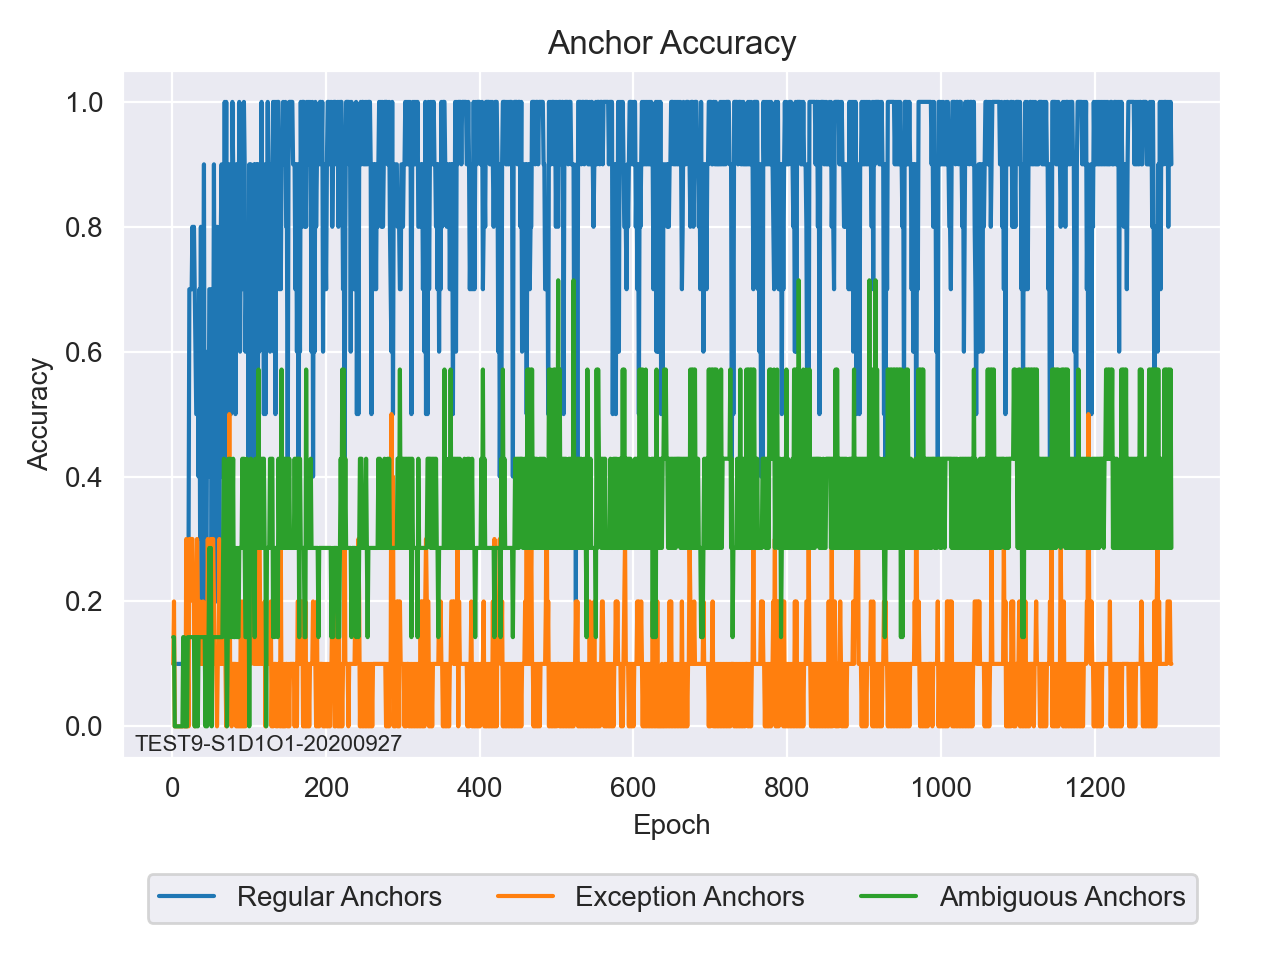 Anchor Accuracy
1.0
0.8
0.6
0.4
0.2
0.0
Accuracy
TEST9-S1D1O1-20200927
0 200 400 600 800 1000 1200
Epoch
Regular Anchors Exception Anchors Ambiguous Anchors